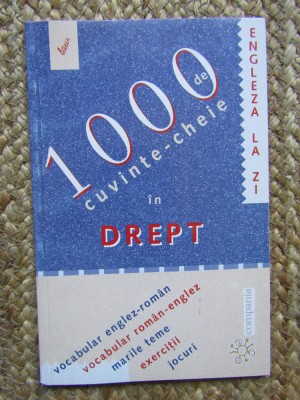 1000
de
cuvinte-cheie
în
DREPT
ENGLEZA LA ZI
vocabular englez-român
vocabular român-englez
marile teme
exerciții
jocuri
compania